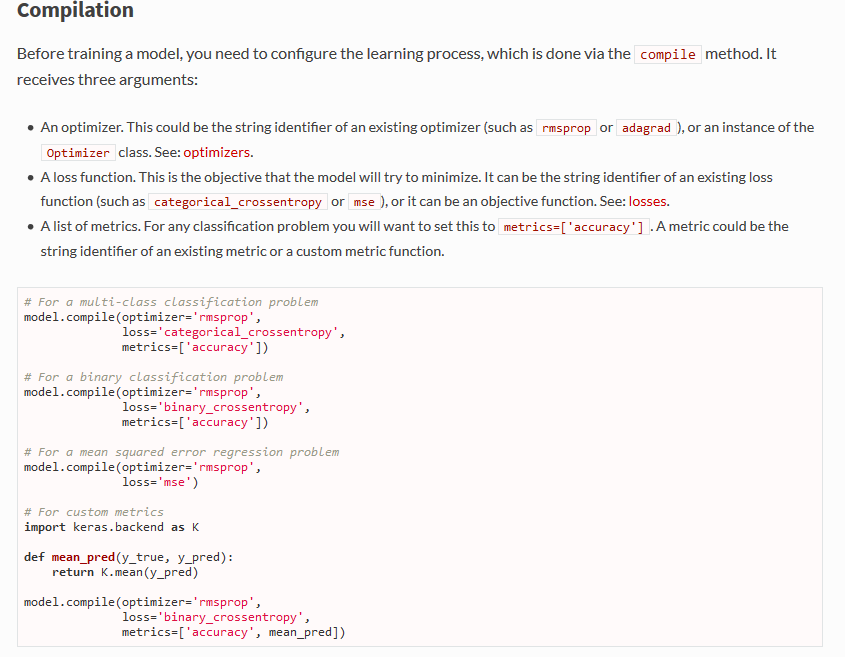 Compilation
Before training a model, you need to configure the learning process, which is done via the compile method. It
receives three arguments:
• An optimizer. This could be the string identifier of an existing optimizer (such as rmsprop or adagrad ), or an instance of the
Optimizer class. See: optimizers.
• A loss function. This is the objective that the model will try to minimize. It can be the string identifier of an existing loss
function (such as categorical_crossentropy or mse ), or it can be an objective function. See: losses.
• A list of metrics. For any classification problem you will want to set this to metrics=['accuracy'] . A metric could be the
string identifier of an existing metric or a custom metric function.
# For a multi-class classification problem
model.compile(optimizer='rmsprop',
              loss='categorical_crossentropy',
              metrics=['accuracy'])
# For a binary classification problem
model.compile(optimizer='rmsprop',
              loss='binary_crossentropy',
              metrics=['accuracy'])
# For a mean squared error regression problem
model.compile(optimizer='rmsprop',
              loss='mse')
# For custom metrics
import keras.backend as K
def mean_pred(y_true, y_pred):
    return K.mean(y_pred)
model.compile(optimizer='rmsprop',
              loss='binary_crossentropy',
              metrics=['accuracy', mean_pred])